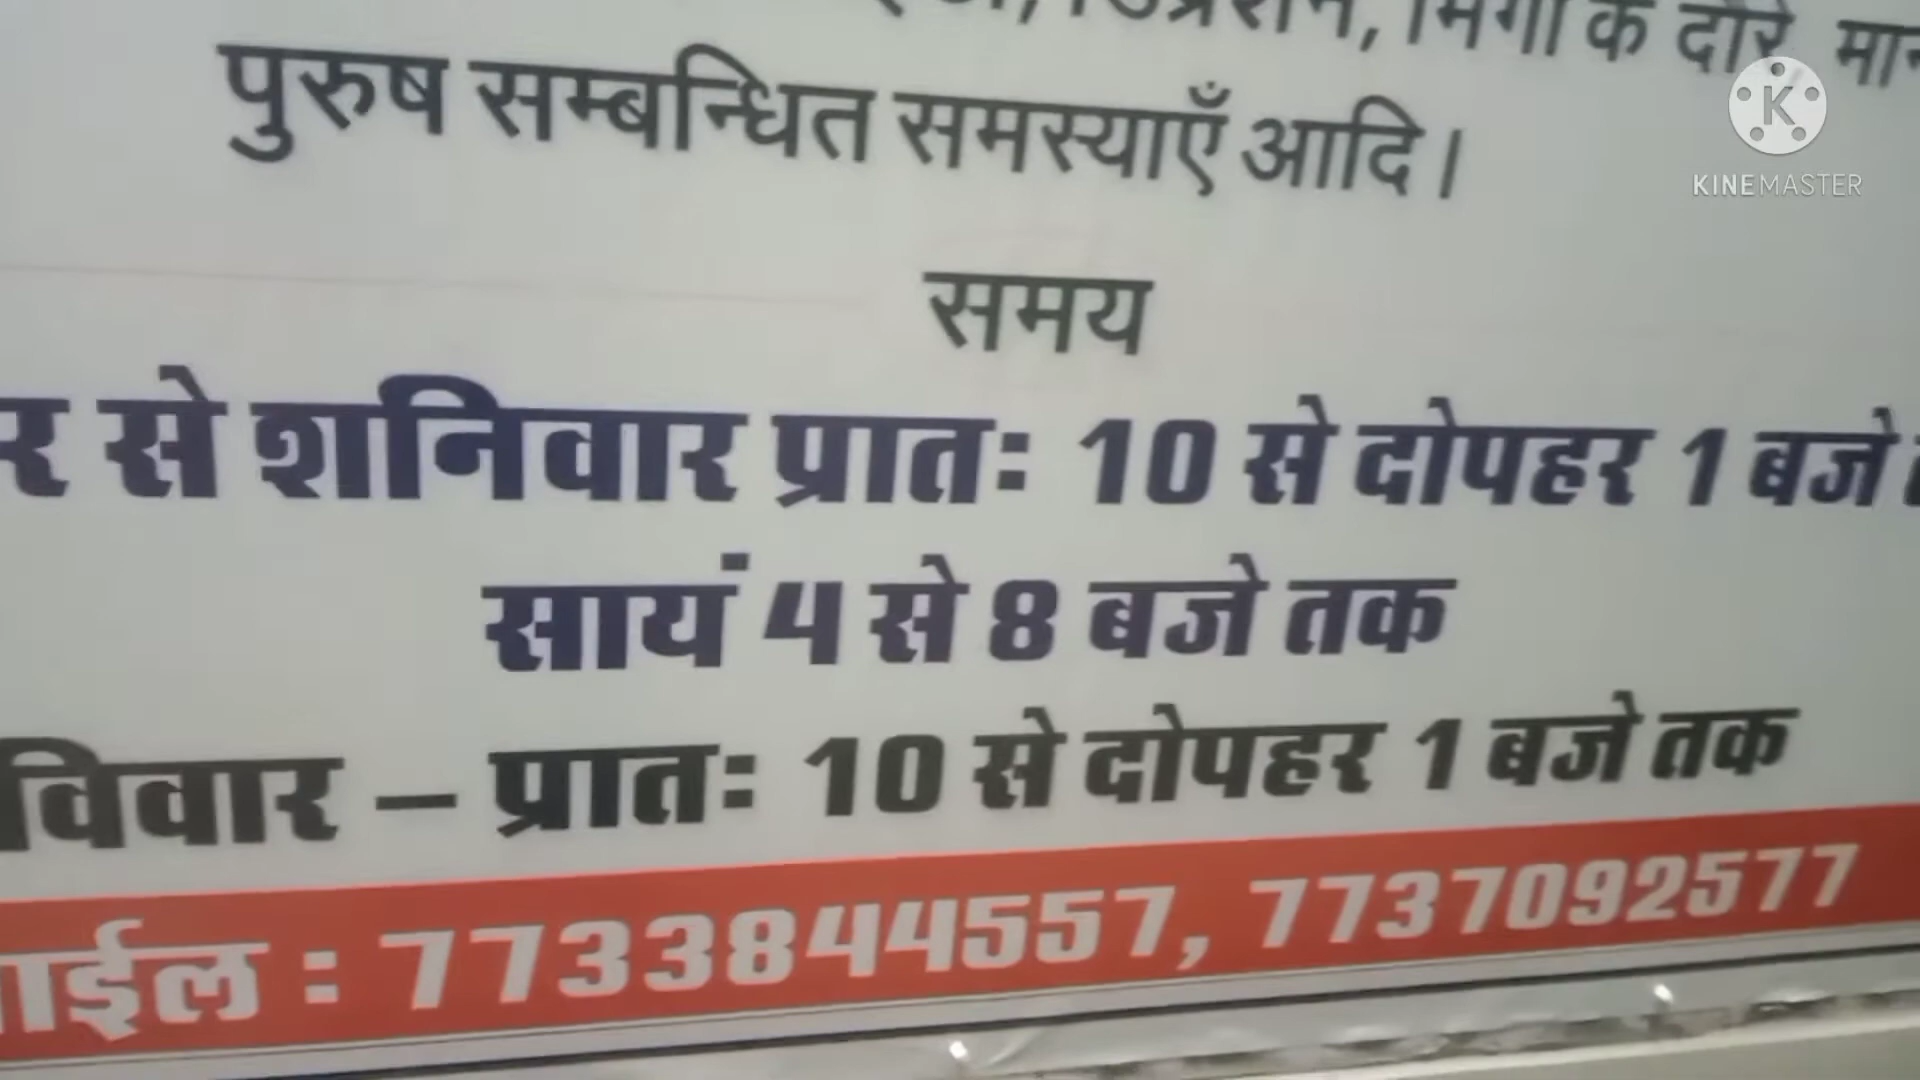 डिप्रेशन, मिर्गी के दौरे,
पुरुष सम्बन्धित समस्याएँ आदि।
समय
से शनिवार प्रातः 10 से दोपहर 1 बजे
सायं 4 से 8 बजे तक
विवार – प्रातः 10 से दोपहर 1 बजे तक
ाईल : 7733844557, 7737092577
KINEMASTER